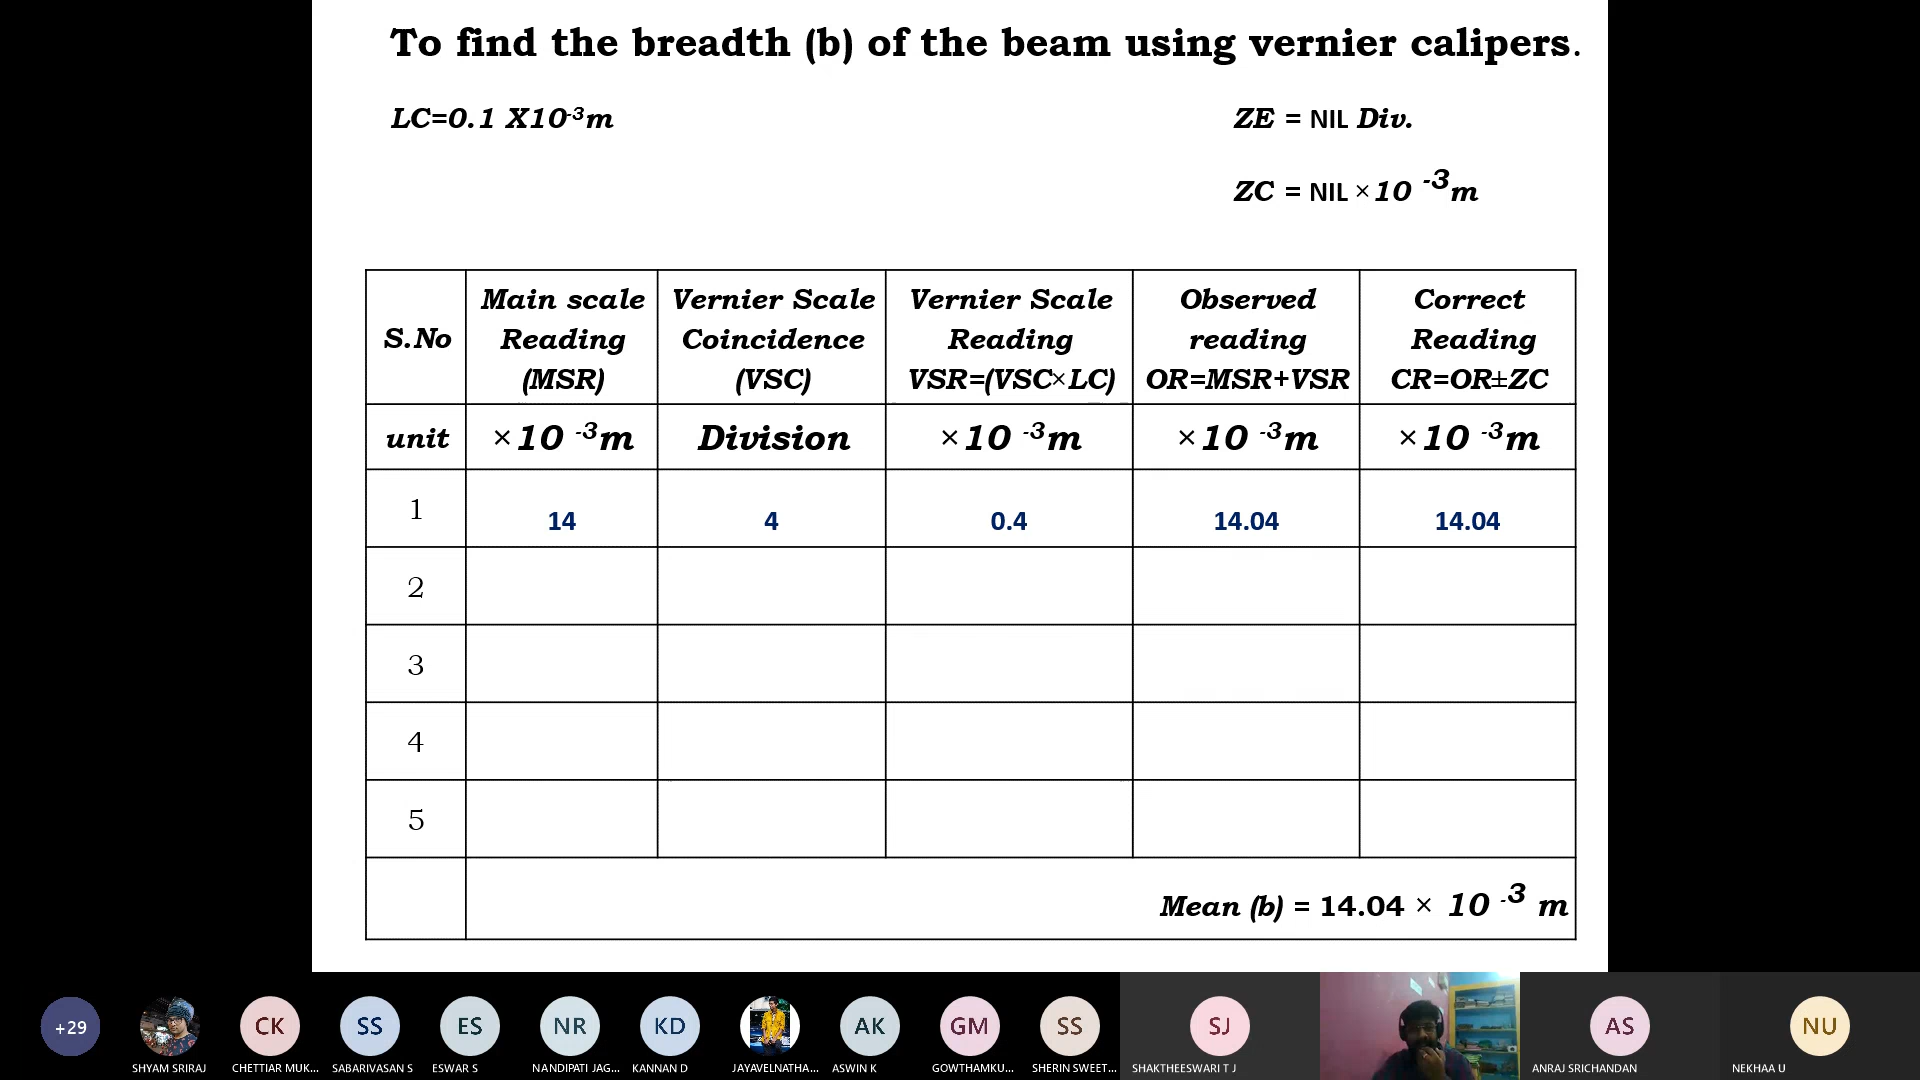 To find the breadth (b) of the beam using vernier calipers.
LC=0.1 X10-3m
ZE = NIL Div.
ZC = NIL ×10 -3m
S.No
Main scale Reading (MSR)
Vernier Scale Coincidence (VSC)
Vernier Scale Reading VSR=(VSC×LC)
Observed reading OR=MSR+VSR
Correct Reading CR=OR±ZC
unit ×10 -3m Division ×10 -3m ×10 -3m ×10 -3m
1 14 4 0.4 14.04 14.04
2
3
4
5
Mean (b) = 14.04 × 10 -3 m
+29 CK SS ES NR KD AK GM SS SJ AS NU
SHYAM SRIRAJ CHETTIAR MUK... SABARIVASAN S ESWAR S NANDIPATI JAG... KANNAN D JAYAVELNATHA... ASWIN K GOWTHAMKU... SHERIN SWEET... SHAKTHEESWARI T J ANRAJ SRICHANDAN NEKHAA U